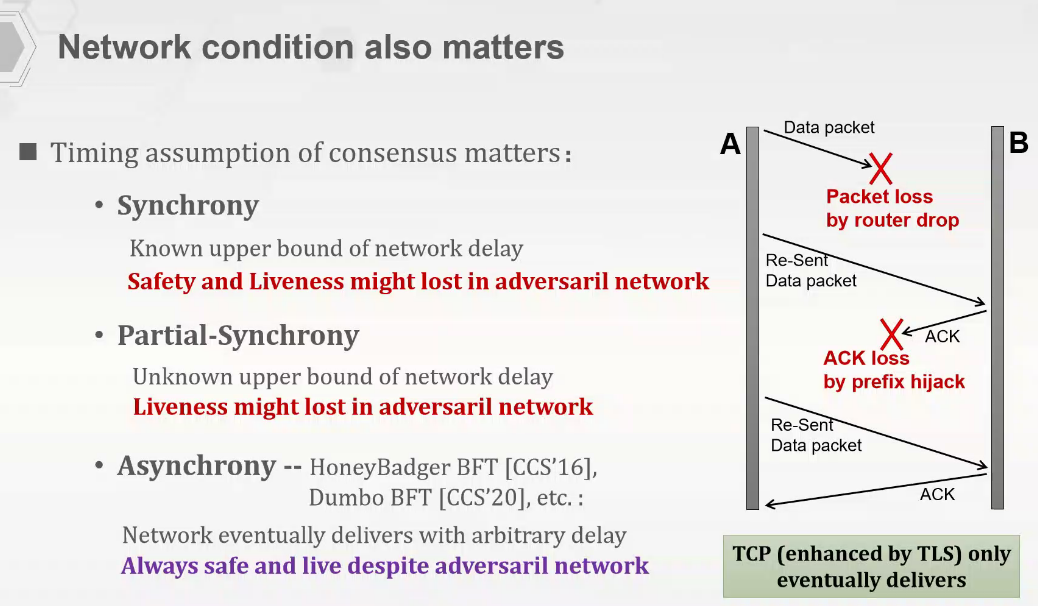 Network condition also matters
Timing assumption of consensus matters:
• Synchrony
Known upper bound of network delay
Safety and Liveness might lost in adversaril network
• Partial-Synchrony
Unknown upper bound of network delay
Liveness might lost in adversaril network
• Asynchrony -- HoneyBadger BFT [CCS’16],
Dumbo BFT [CCS’20], etc. :
Network eventually delivers with arbitrary delay
Always safe and live despite adversaril network
A
B
Data packet
Packet loss
by router drop
Re-Sent
Data packet
ACK
ACK loss
by prefix hijack
Re-Sent
Data packet
ACK
TCP (enhanced by TLS) only
eventually delivers